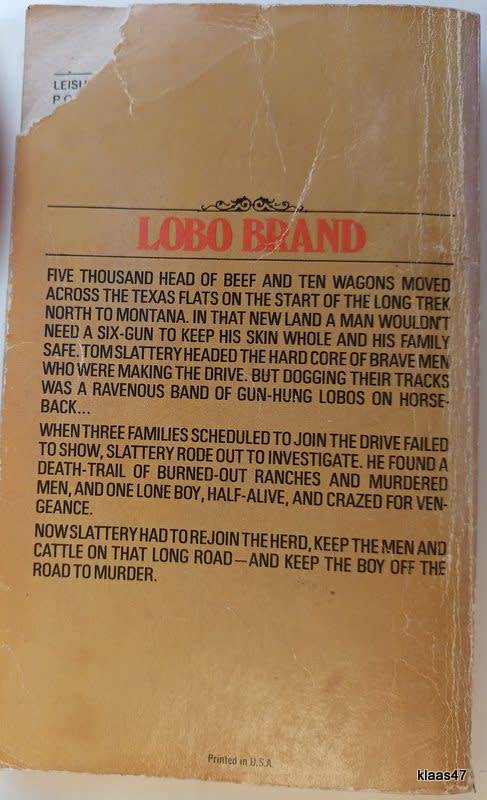 LEISU
P.O.
LOBO BRAND
FIVE THOUSAND HEAD OF BEEF AND TEN WAGONS MOVED
ACROSS THE TEXAS FLATS ON THE START OF THE LONG TREK
NORTH TO MONTANA. IN THAT NEW LAND A MAN WOULDN'T
NEED A SIX-GUN TO KEEP HIS SKIN WHOLE AND HIS FAMILY
SAFE. TOM SLATTERY HEADED THE HARD CORE OF BRAVE MEN
WHO WERE MAKING THE DRIVE. BUT DOGGING THEIR TRACKS
WAS A RAVENOUS BAND OF GUN-HUNG LOBOS ON HORSE-
BACK...
WHEN THREE FAMILIES SCHEDULED TO JOIN THE DRIVE FAILED
TO SHOW, SLATTERY RODE OUT TO INVESTIGATE. HE FOUND A
DEATH-TRAIL OF BURNED-OUT RANCHES AND MURDERED
MEN, AND ONE LONE BOY, HALF-ALIVE, AND CRAZED FOR VEN-
GEANCE.
NOW SLATTERY HAD TO REJOIN THE HERD, KEEP THE MEN AND
CATTLE ON THAT LONG ROAD—AND KEEP THE BOY OFF THE
ROAD TO MURDER.
Printed in U.S.A.
klaas47